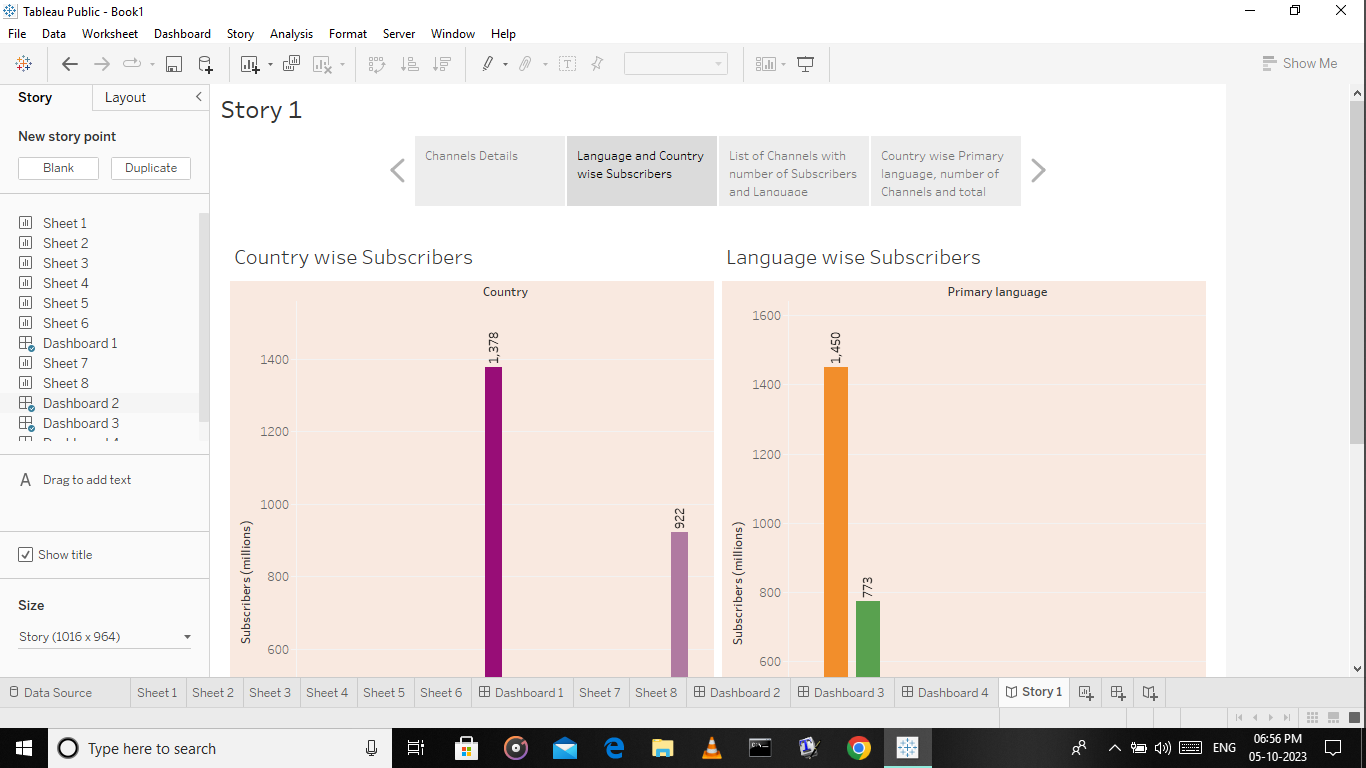 Tableau Public - Book1
File Data Worksheet Dashboard Story Analysis Format Server Window Help
Show Me
Story Layout
New story point
Blank Duplicate
Sheet 1
Sheet 2
Sheet 3
Sheet 4
Sheet 5
Sheet 6
Dashboard 1
Sheet 7
Sheet 8
Dashboard 2
Dashboard 3
A Drag to add text
Show title
Size
Story (1016 x 964)
Story 1
Channels Details
Language and Country
wise Subscribers
List of Channels with
number of Subscribers
and Language
Country wise Primary
language, number of
Channels and total
Country wise Subscribers
Country
Subscribers (millions)
1400
1200
1000
800
600
1,378
922
Language wise Subscribers
Primary language
Subscribers (millions)
1600
1400
1200
1000
800
600
1,450
773
Data Source Sheet 1 Sheet 2 Sheet 3 Sheet 4 Sheet 5 Sheet 6 Dashboard 1 Sheet 7 Sheet 8 Dashboard 2 Dashboard 3 Dashboard 4 Story 1
Type here to search
ENG
06:56 PM
05-10-2023